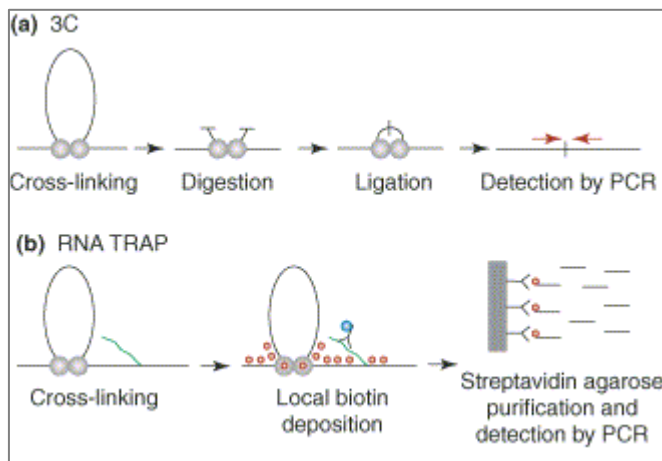 (a) 3C
Cross-linking
Digestion
Ligation
Detection by PCR
(b) RNA TRAP
Cross-linking
Local biotin
deposition
Streptavidin agarose
purification and
detection by PCR